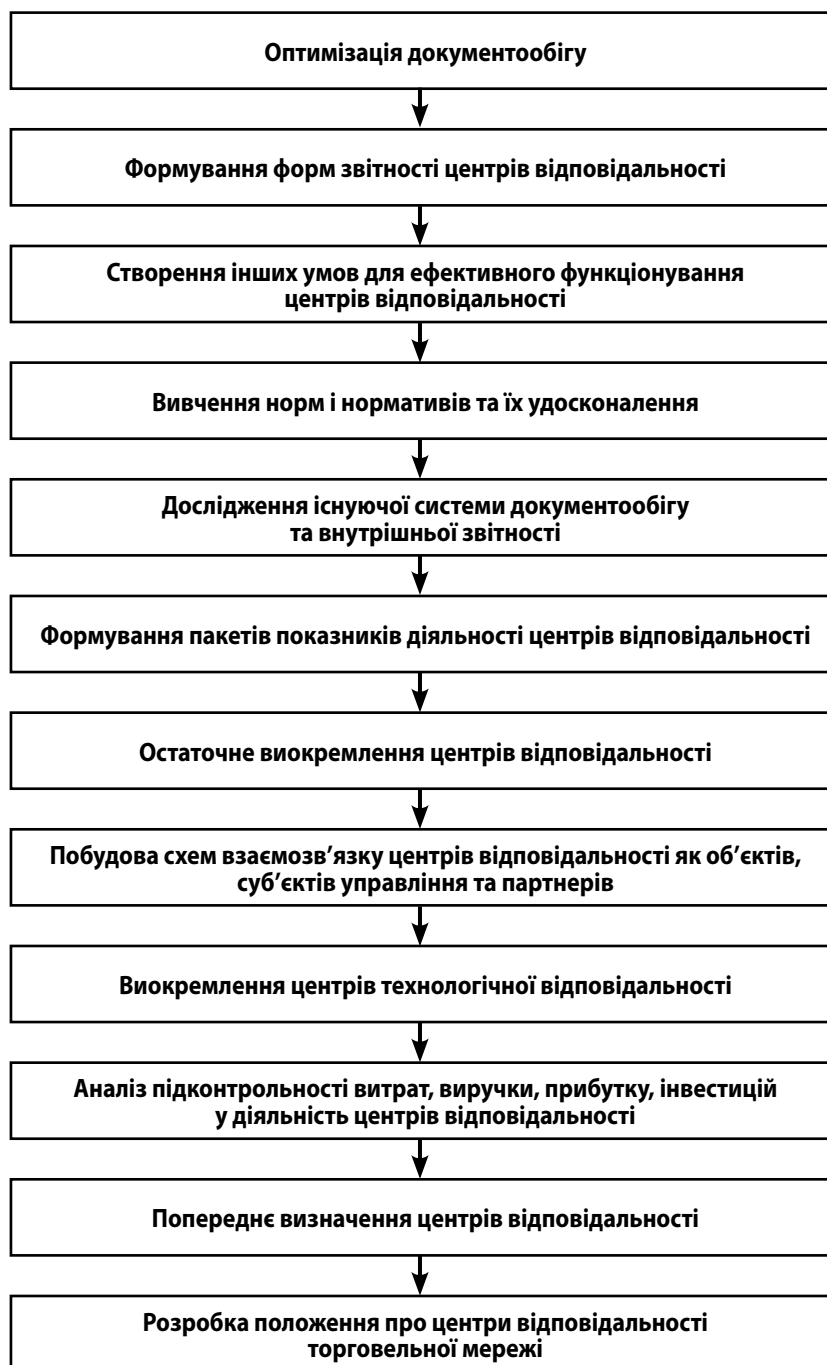 Оптимізація документообігу
Формування форм звітності центрів відповідальності
Створення інших умов для ефективного функціонування
центрів відповідальності
Вивчення норм і нормативів та їх удосконалення
Дослідження існуючої системи документообігу
та внутрішньої звітності
Формування пакетів показників діяльності центрів відповідальності
Остаточне виокремлення центрів відповідальності
Побудова схем взаємозв’язку центрів відповідальності як об’єктів,
суб’єктів управління та партнерів
Виокремлення центрів технологічної відповідальності
Аналіз підконтрольності витрат, виручки, прибутку, інвестицій
у діяльність центрів відповідальності
Попереднє визначення центрів відповідальності
Розробка положення про центри відповідальності
торговельної мережі